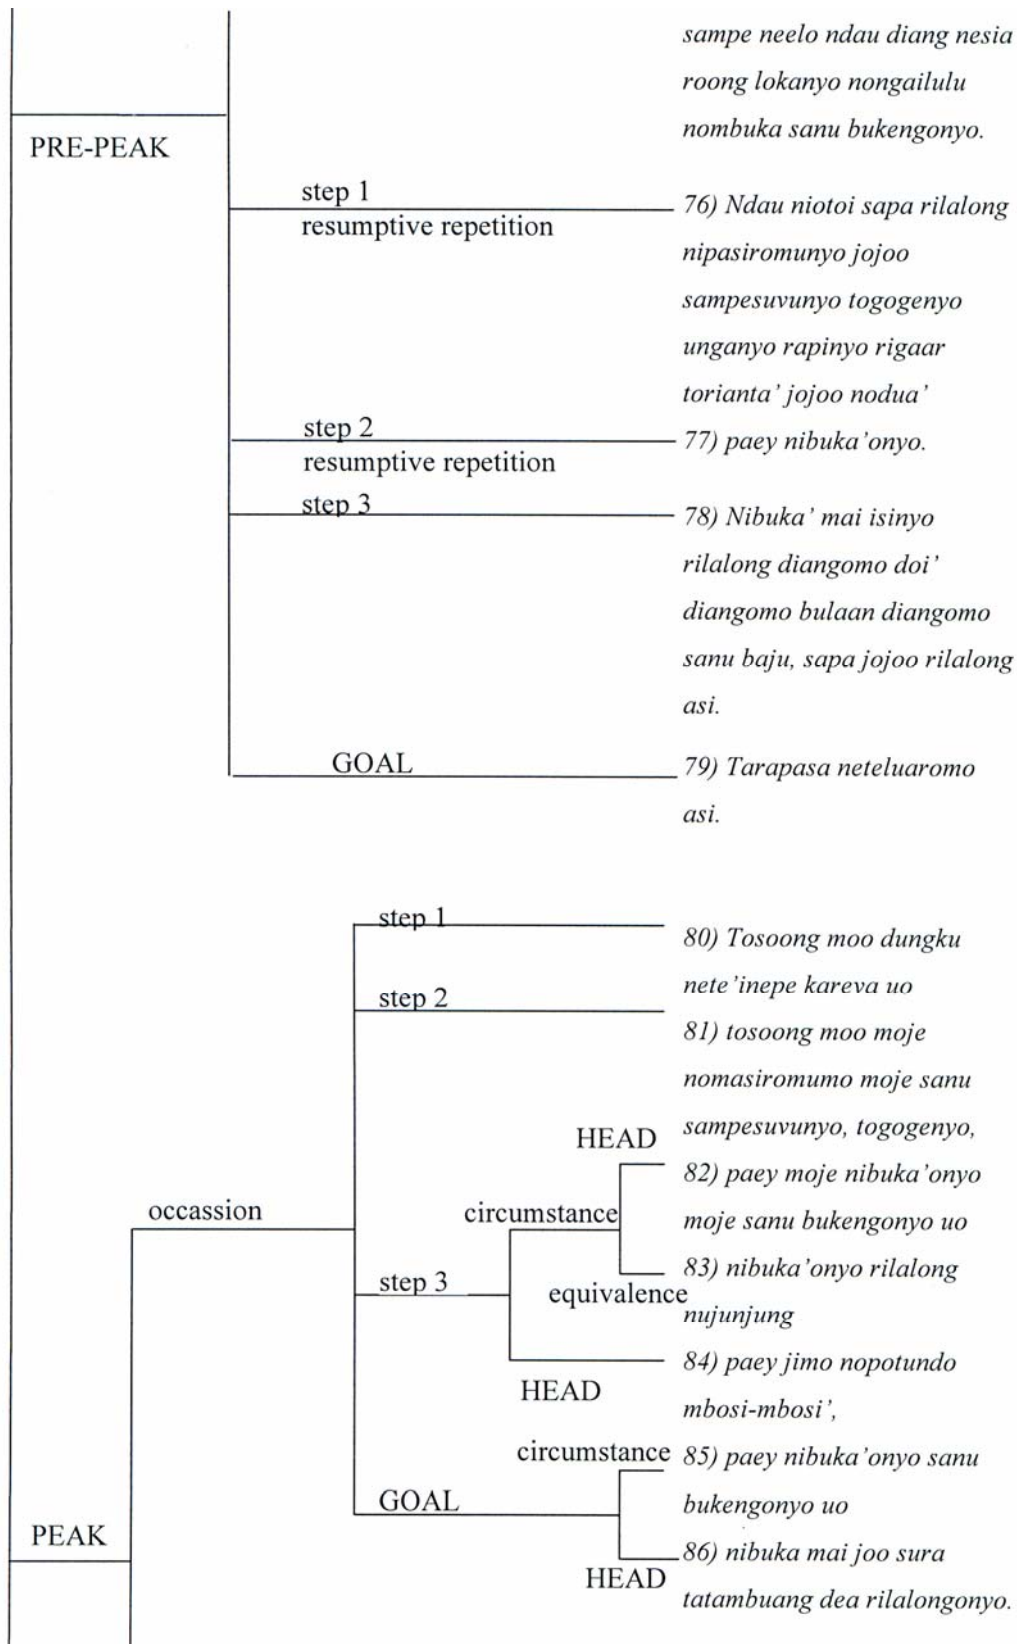 sampe neelo ndau diang nesia
roong lokanyo nongailulu
nombuka sanu bukengonyo.
PRE-PEAK
step 1
resumptive repetition
76) Ndau niotoi sapa rilalong
nipasiromunyo jojoo
sampesuvunyo togogenyo
unganyo rapinyo rigaar
torianta’ jojoo nodua’
step 2
resumptive repetition
77) paey nibuka’onyo.
step 3
78) Nibuka’ mai isinyo
rilalong diangomo doi’
diangomo bulaan diangomo
sanu baju, sapa jojoo rilalong
asi.
GOAL
79) Tarapasa neteluaromo
asi.
step 1
80) Tosoong moo dungku
nete’inepe kareva uo
step 2
81) tosoong moo moje
nomasiromumo moje sanu
sampesuvunyo, togogenyo,
HEAD
82) paey moje nibuka’onyo
moje sanu bukengonyo uo
occassion
circumstance
83) nibuka’onyo rilalong
nujunjung
step 3
equivalence
84) paey jimo nopotundo
mbosi-mbosi’,
HEAD
circumstance
85) paey nibuka’onyo sanu
bukengonyo uo
GOAL
PEAK
86) nibuka mai joo sura
tatambuang dea rilalongonyo.
HEAD